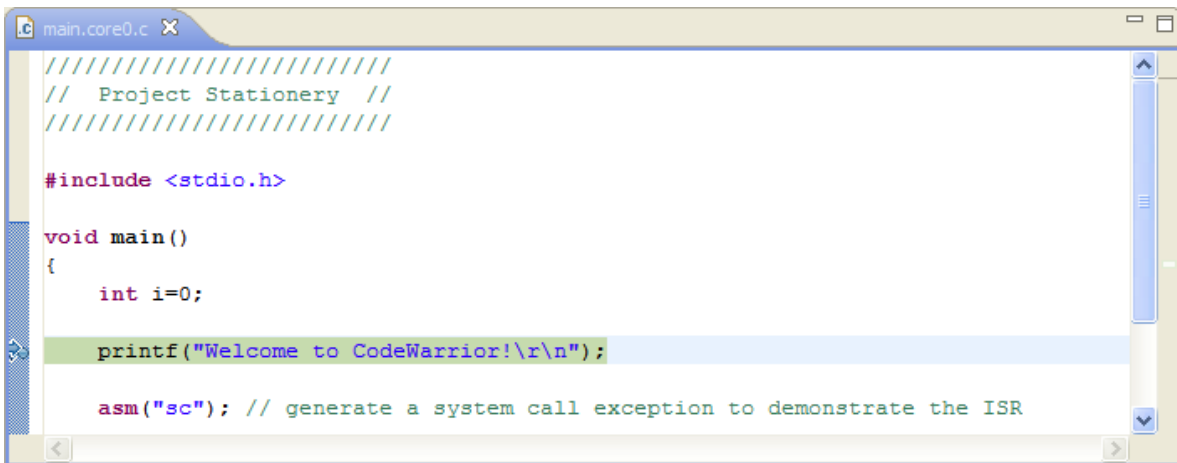 .c main.core0.c
//////////////////////////
//  Project Stationery  //
//////////////////////////
#include <stdio.h>
void main()
{
    int i=0;
    printf("Welcome to CodeWarrior!\r\n");
    asm("sc"); // generate a system call exception to demonstrate the ISR